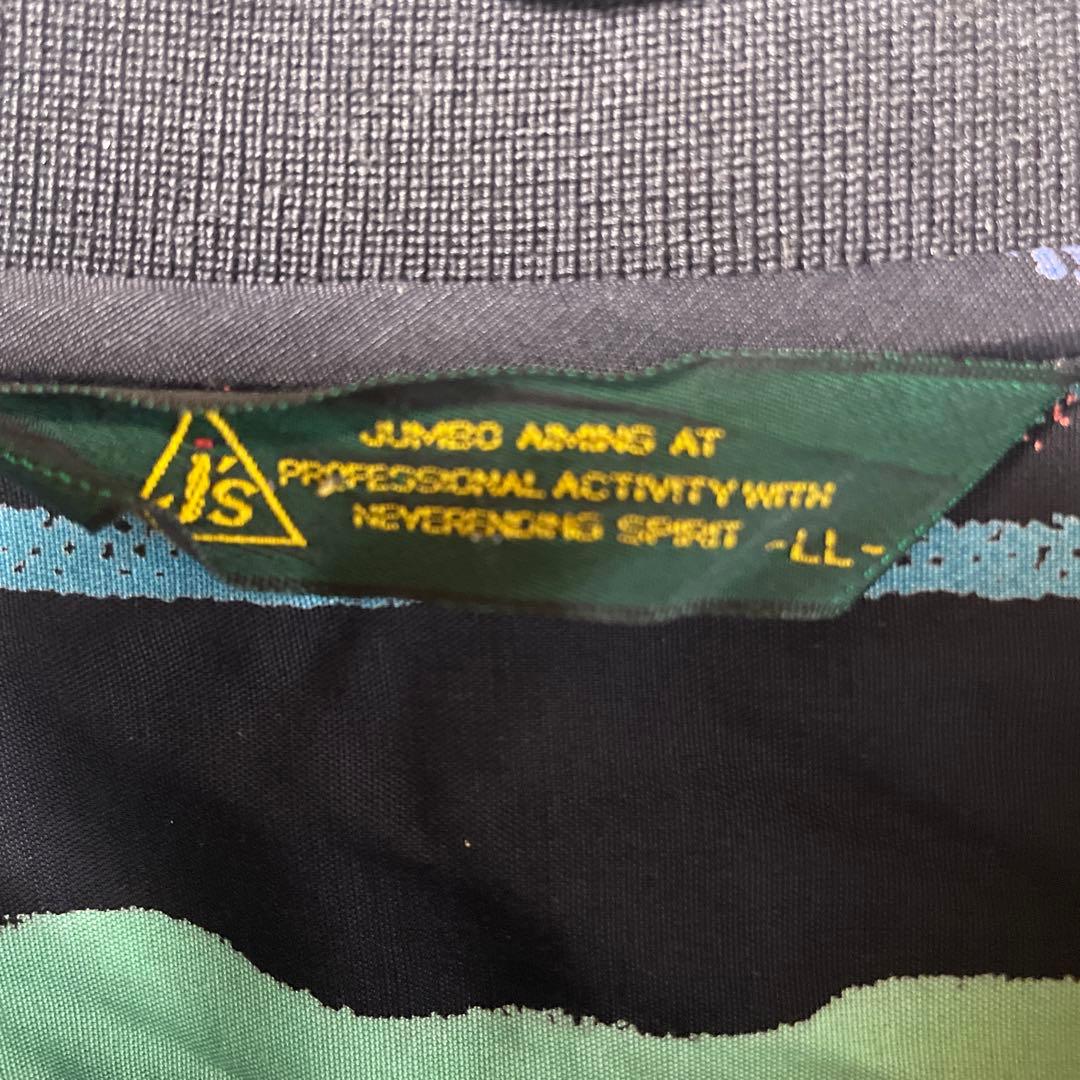 J'S
JUMBO AIMING AT
PROFESSIONAL ACTIVITY WITH
NEVERENDING SPIRIT -LL-